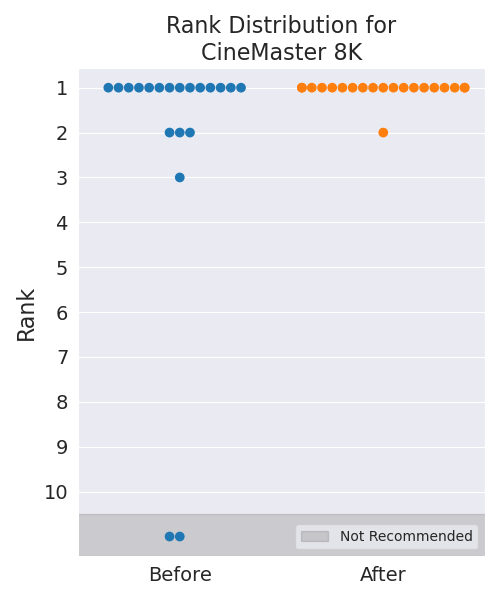 Rank Distribution for
CineMaster 8K
Rank
1
2
3
4
5
6
7
8
9
10
Not Recommended
Before
After